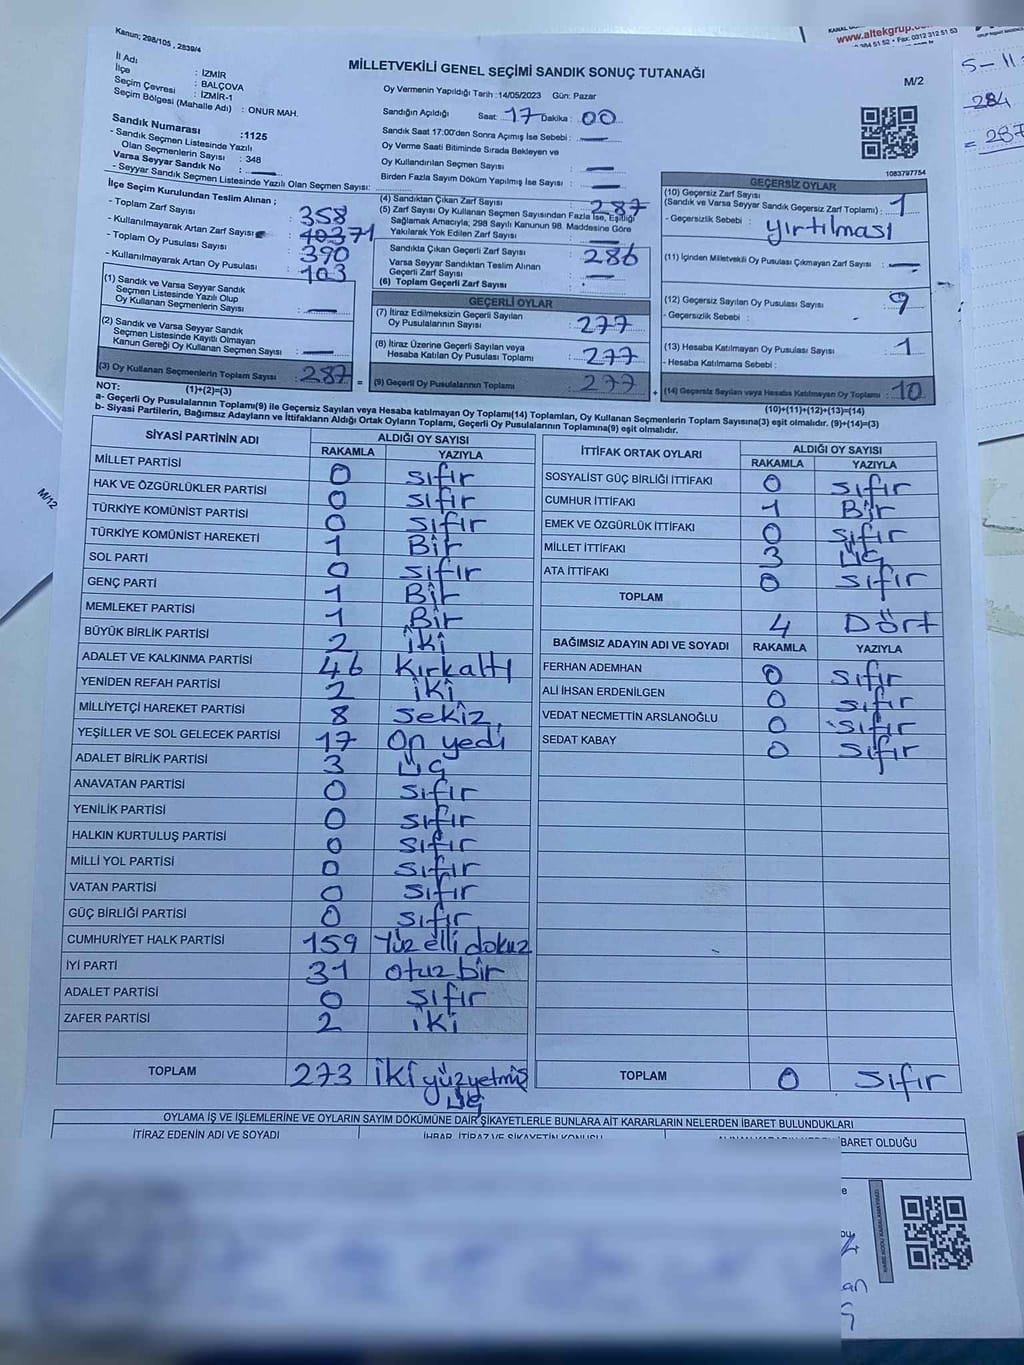 Kanun; 298/105 , 2839/4
www.altekgrup.
384 51 52 • Fax: 0312 312 51 53
5-11
284
= 287
MİLLETVEKİLİ GENEL SEÇİMİ SANDIK SONUÇ TUTANAĞI
M/2
İl Adı : İZMİR
İlçe : BALÇOVA
Seçim Çevresi : İZMİR-1
Seçim Bölgesi (Mahalle Adı) : ONUR MAH.
Sandık Numarası :1125
- Sandık Seçmen Listesinde Yazılı
Olan Seçmenlerin Sayısı : 348
Varsa Seyyar Sandık No : —
- Seyyar Sandık Seçmen Listesinde Yazılı Olan Seçmen Sayısı:
Oy Vermenin Yapıldığı Tarih :14/05/2023 Gün: Pazar
Sandığın Açıldığı Saat: 17 Dakika : 00
Sandık Saat 17:00'den Sonra Açımış İse Sebebi : —
Oy Verme Saati Bitiminde Sırada Bekleyen ve
Oy Kullandırılan Seçmen Sayısı : —
Birden Fazla Sayım Döküm Yapılmış İse Sayısı : —
1083797754
İlçe Seçim Kurulundan Teslim Alınan ;
- Toplam Zarf Sayısı : 358
- Kullanılmayarak Artan Zarf Sayısı : 71
- Toplam Oy Pusulası Sayısı : 390
- Kullanılmayarak Artan Oy Pusulası : 103
(1) Sandık ve Varsa Seyyar Sandık
Seçmen Listesinde Yazılı Olup
Oy Kullanan Seçmenlerin Sayısı : —
(2) Sandık ve Varsa Seyyar Sandık
Seçmen Listesinde Kayıtlı Olmayan
Kanun Gereği Oy Kullanan Seçmen Sayısı : —
(3) Oy Kullanan Seçmenlerin Toplam Sayısı : 287
(1)+(2)=(3)
(4) Sandıktan Çıkan Zarf Sayısı : 287
(5) Zarf Sayısı Oy Kullanan Seçmen Sayısından Fazla İse, Eşitliği
Sağlamak Amacıyla; 298 Sayılı Kanunun 98. Maddesine Göre
Yakılarak Yok Edilen Zarf Sayısı : —
Sandıkta Çıkan Geçerli Zarf Sayısı : 286
Varsa Seyyar Sandıktan Teslim Alınan
Geçerli Zarf Sayısı : —
(6) Toplam Geçerli Zarf Sayısı :
GEÇERLİ OYLAR
(7) İtiraz Edilmeksizin Geçerli Sayılan
Oy Pusulalarının Sayısı : 277
(8) İtiraz Üzerine Geçerli Sayılan veya
Hesaba Katılan Oy Pusulası Toplamı : 277
= (9) Geçerli Oy Pusulalarının Toplamı : 277
GEÇERSİZ OYLAR
(10) Geçersiz Zarf Sayısı
(Sandık ve Varsa Seyyar Sandık Geçersiz Zarf Toplamı) : 1
- Geçersizlik Sebebi : yırtılması
(11) İçinden Milletvekili Oy Pusulası Çıkmayan Zarf Sayısı : —
(12) Geçersiz Sayılan Oy Pusulası Sayısı : 9
- Geçersizlik Sebebi :
(13) Hesaba Katılmayan Oy Pusulası Sayısı : 1
- Hesaba Katılmama Sebebi :
+ (14) Geçersiz Sayılan veya Hesaba Katılmayan Oy Toplamı : 10
(10)+(11)+(12)+(13)=(14)
NOT:
a- Geçerli Oy Pusulalarının Toplamı(9) ile Geçersiz Sayılan veya Hesaba katılmayan Oy Toplamı(14) Toplamları, Oy Kullanan Seçmenlerin Toplam Sayısına(3) eşit olmalıdır. (9)+(14)=(3)
b- Siyasi Partilerin, Bağımsız Adayların ve İttifakların Aldığı Ortak Oyların Toplamı, Geçerli Oy Pusulalarının Toplamına(9) eşit olmalıdır.
M/12
SİYASİ PARTİNİN ADI ALDIĞI OY SAYISI
RAKAMLA YAZIYLA
MİLLET PARTİSİ 0 sıfır
HAK VE ÖZGÜRLÜKLER PARTİSİ 0 sıfır
TÜRKİYE KOMÜNİST PARTİSİ 0 sıfır
TÜRKİYE KOMÜNİST HAREKETİ 1 Bir
SOL PARTİ 0 sıfır
GENÇ PARTİ 1 Bir
MEMLEKET PARTİSİ 1 Bir
BÜYÜK BİRLİK PARTİSİ 2 iki
ADALET VE KALKINMA PARTİSİ 46 Kırkaltı
YENİDEN REFAH PARTİSİ 2 iki
MİLLİYETÇİ HAREKET PARTİSİ 8 sekiz
YEŞİLLER VE SOL GELECEK PARTİSİ 17 On yedi
ADALET BİRLİK PARTİSİ 3 üç
ANAVATAN PARTİSİ 0 sıfır
YENİLİK PARTİSİ 0 sıfır
HALKIN KURTULUŞ PARTİSİ 0 sıfır
MİLLİ YOL PARTİSİ 0 sıfır
VATAN PARTİSİ 0 sıfır
GÜÇ BİRLİĞİ PARTİSİ 0 sıfır
CUMHURİYET HALK PARTİSİ 159 Yüz elli dokuz
İYİ PARTİ 31 otuz bir
ADALET PARTİSİ 0 sıfır
ZAFER PARTİSİ 2 iki
TOPLAM 273 iki yüz yetmiş
üç
İTTİFAK ORTAK OYLARI ALDIĞI OY SAYISI
RAKAMLA YAZIYLA
SOSYALİST GÜÇ BİRLİĞİ İTTİFAKI 0 sıfır
CUMHUR İTTİFAKI 1 Bir
EMEK VE ÖZGÜRLÜK İTTİFAKI 0 sıfır
MİLLET İTTİFAKI 3 üç
ATA İTTİFAKI 0 sıfır
TOPLAM 4 Dört
BAĞIMSIZ ADAYIN ADI VE SOYADI RAKAMLA YAZIYLA
FERHAN ADEMHAN 0 sıfır
ALİ İHSAN ERDENİLGEN 0 sıfır
VEDAT NECMETTİN ARSLANOĞLU 0 sıfır
SEDAT KABAY 0 sıfır
TOPLAM 0 sıfır
OYLAMA İŞ VE İŞLEMLERİNE VE OYLARIN SAYIM DÖKÜMÜNE DAİR ŞİKAYETLERLE BUNLARA AİT KARARLARIN NELERDEN İBARET BULUNDUKLARI
İTİRAZ EDENİN ADI VE SOYADI İHBAR, İTİRAZ VE ŞİKAYETİN KONUSU BARET OLDUĞU